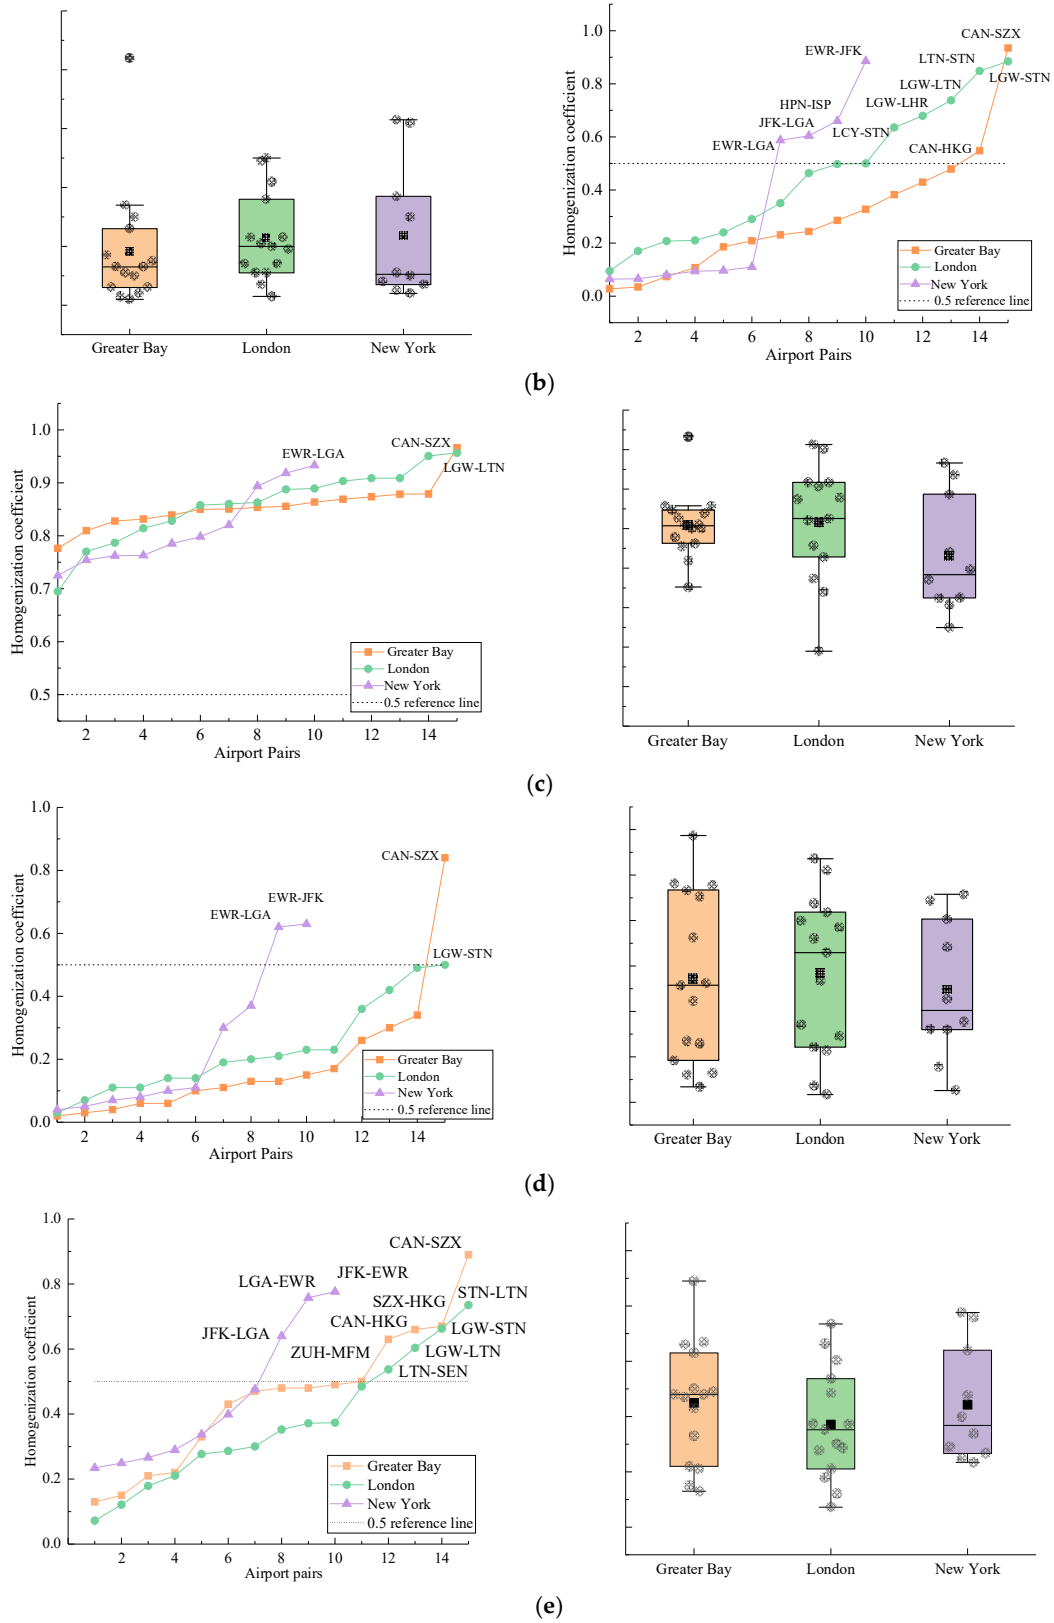 Greater Bay
London
New York
Homogenization coefficient
1.0
0.8
0.6
0.4
0.2
0.0
CAN-SZX
EWR-JFK
LTN-STN
LGW-STN
LGW-LTN
HPN-ISP
LGW-LHR
JFK-LGA
LCY-STN
EWR-LGA
CAN-HKG
Greater Bay
London
New York
0.5 reference line
2 4 6 8 10 12 14
Airport Pairs
(b)
Homogenization coefficient
1.0
0.9
0.8
0.7
0.6
0.5
CAN-SZX
EWR-LGA
LGW-LTN
Greater Bay
London
New York
0.5 reference line
2 4 6 8 10 12 14
Airport Pairs
Greater Bay
London
New York
(c)
Homogenization coefficient
1.0
0.8
0.6
0.4
0.2
0.0
CAN-SZX
EWR-JFK
EWR-LGA
LGW-STN
Greater Bay
London
New York
0.5 reference line
2 4 6 8 10 12 14
Airport Pairs
Greater Bay
London
New York
(d)
Homogenization coefficient
1.0
0.8
0.6
0.4
0.2
0.0
CAN-SZX
JFK-EWR
LGA-EWR
STN-LTN
SZX-HKG
CAN-HKG
LGW-STN
JFK-LGA
ZUH-MFM
LGW-LTN
LTN-SEN
Greater Bay
London
New York
0.5 reference line
2 4 6 8 10 12 14
Airport pairs
Greater Bay
London
New York
(e)